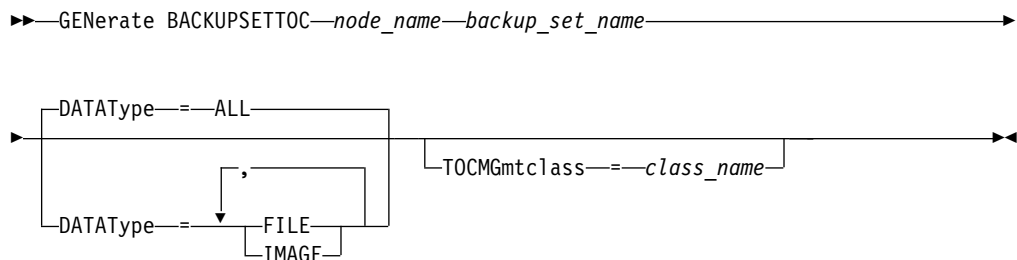 GENerate BACKUPSETTOC node_name backup_set_name
DATAType = ALL
TOCMGmtclass = class_name
,
DATAType = FILE
IMAGE